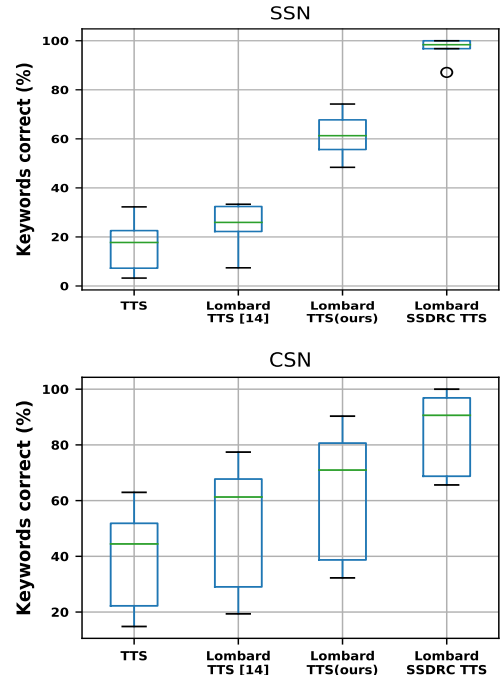 SSN
Keywords correct (%)
100
80
60
40
20
0
TTS
Lombard
TTS [14]
Lombard
TTS(ours)
Lombard
SSDRC TTS
CSN
Keywords correct (%)
100
80
60
40
20
TTS
Lombard
TTS [14]
Lombard
TTS(ours)
Lombard
SSDRC TTS